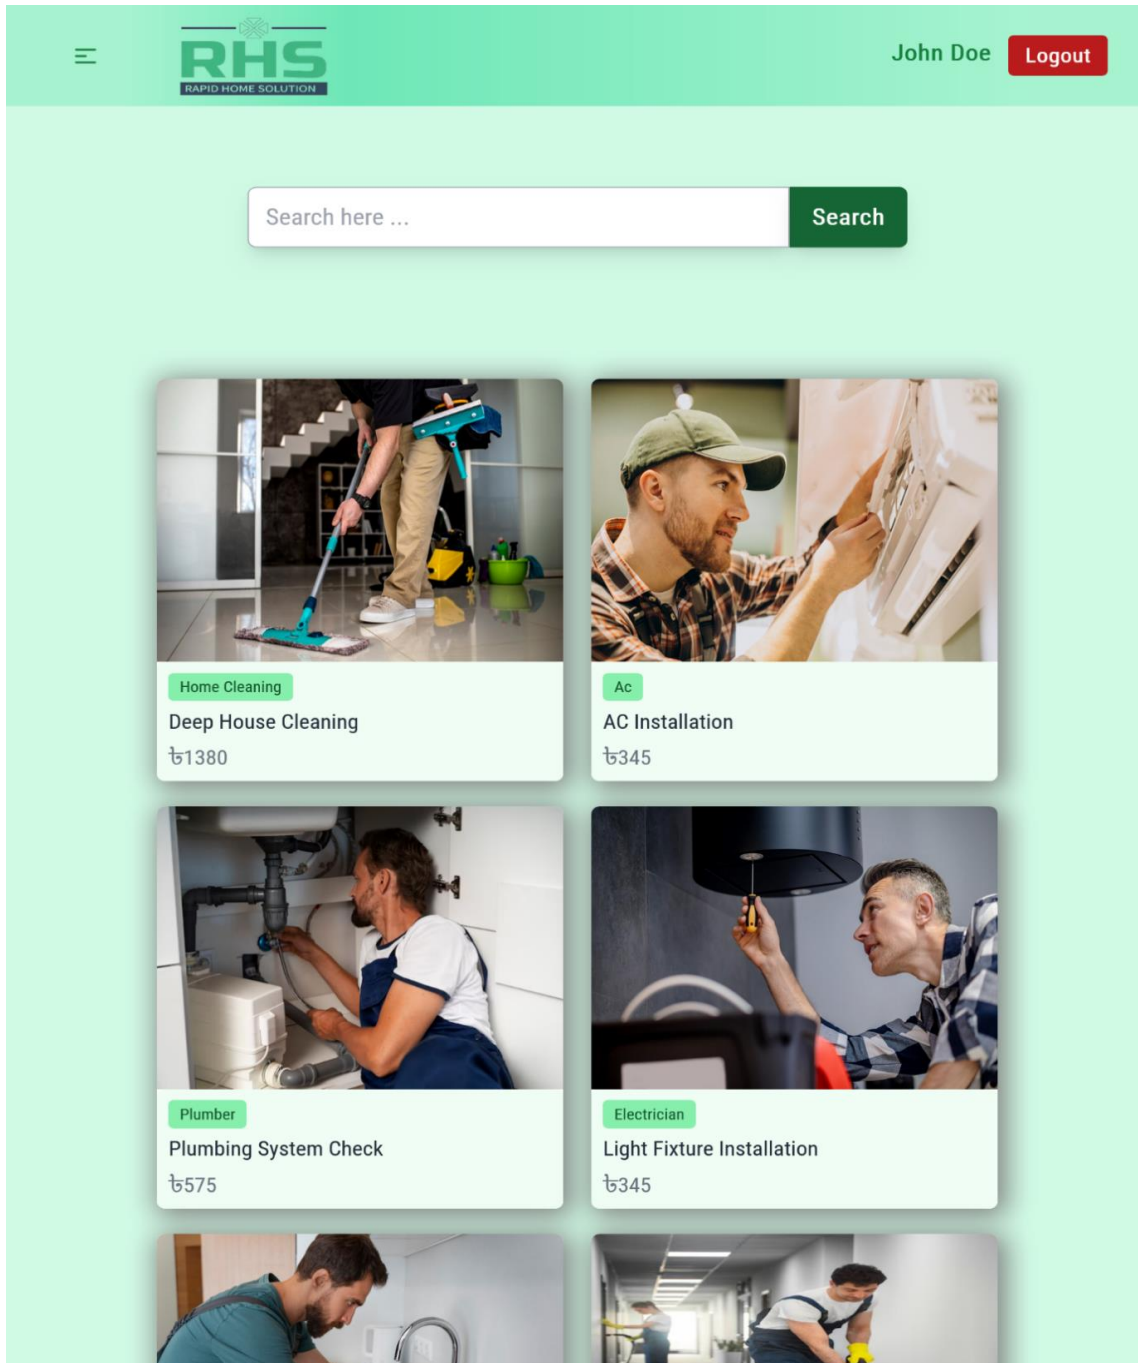 RHS
RAPID HOME SOLUTION
John Doe
Logout
Search here ...
Search
Home Cleaning
Deep House Cleaning
৳1380
Ac
AC Installation
৳345
Plumber
Plumbing System Check
৳575
Electrician
Light Fixture Installation
৳345